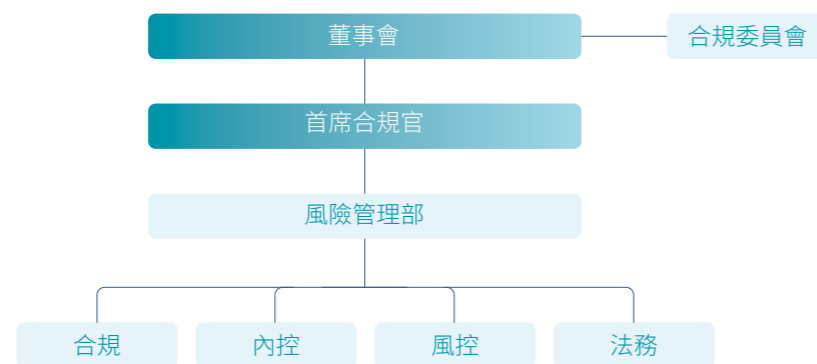 董事會
合規委員會
首席合規官
風險管理部
合規
內控
風控
法務